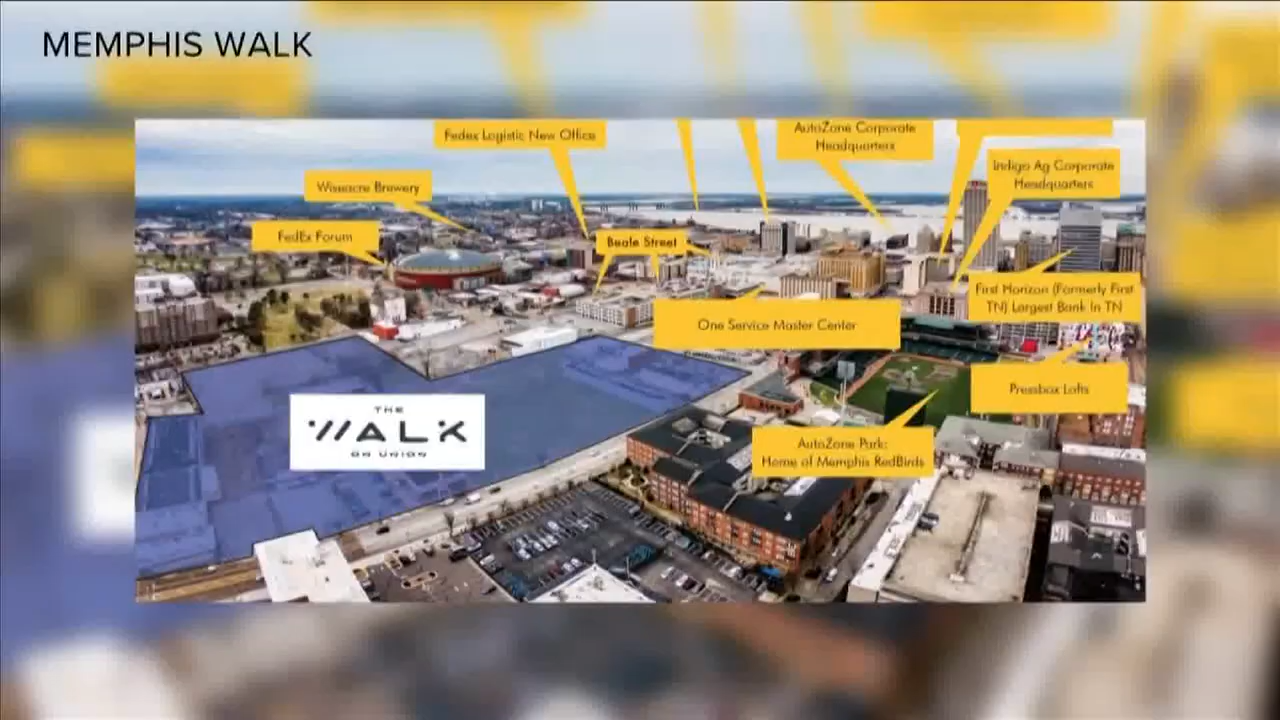 MEMPHIS WALK
Fedex Logistic New Office
AutoZone Corporate
Headquarters
Indigo Ag Corporate
Headquarters
Wiseacre Brewery
FedEx Forum
Beale Street
First Horizon (Formerly First
TN) Largest Bank in TN
One Service Master Center
Pressbox Lofts
THE
WALK
ON UNION
AutoZone Park:
Home of Memphis RedBirds